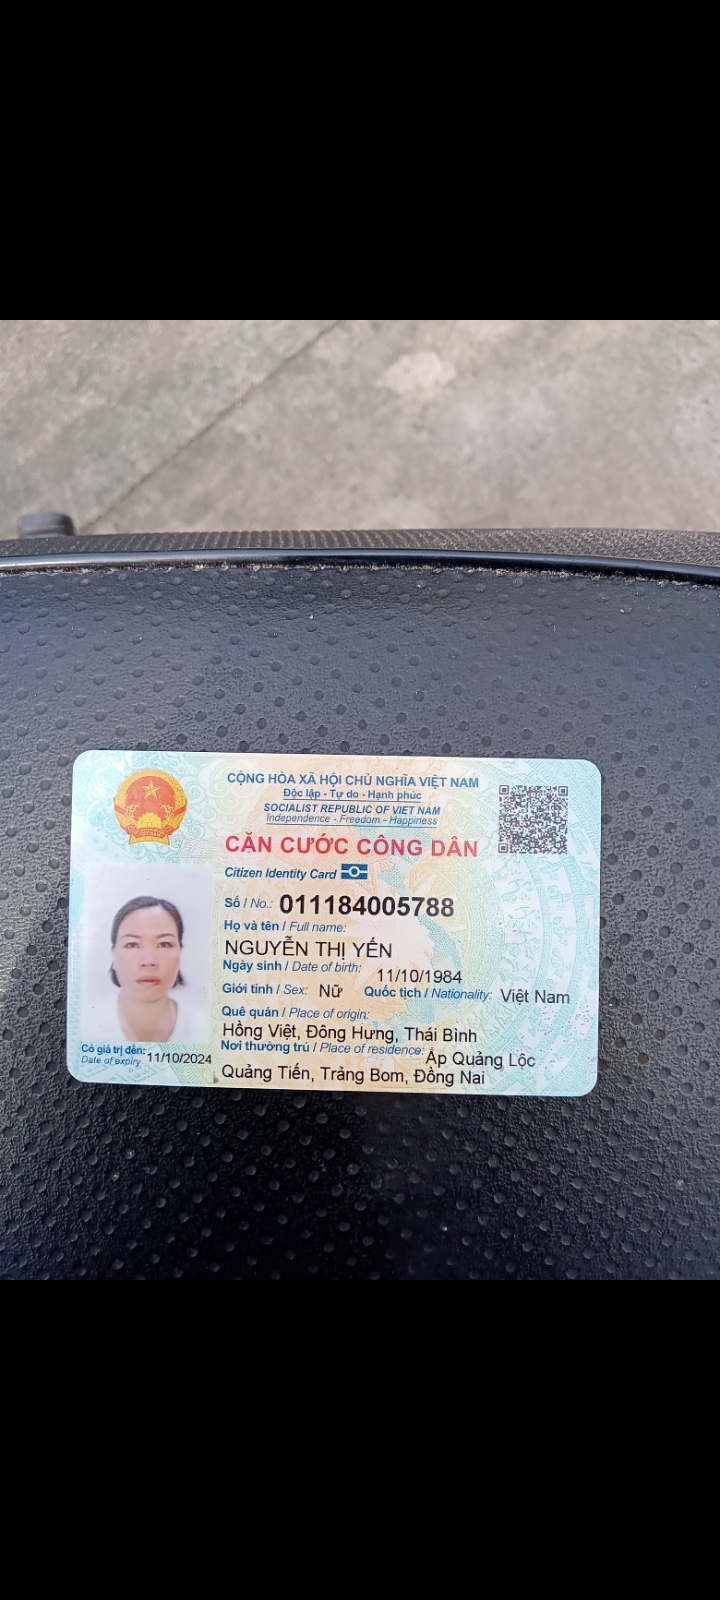 CỘNG HÒA XÃ HỘI CHỦ NGHĨA VIỆT NAM
Độc lập - Tự do - Hạnh phúc
SOCIALIST REPUBLIC OF VIET NAM
Independence - Freedom - Happiness
CĂN CƯỚC CÔNG DÂN
Citizen Identity Card
Số / No.: 011184005788
Họ và tên / Full name:
NGUYỄN THỊ YẾN
Ngày sinh / Date of birth: 11/10/1984
Giới tính / Sex: Nữ Quốc tịch / Nationality: Việt Nam
Quê quán / Place of origin:
Hồng Việt, Đông Hưng, Thái Bình
Nơi thường trú / Place of residence: Ấp Quảng Lộc
Quảng Tiến, Trảng Bom, Đồng Nai
Có giá trị đến: 11/10/2024
Date of expiry